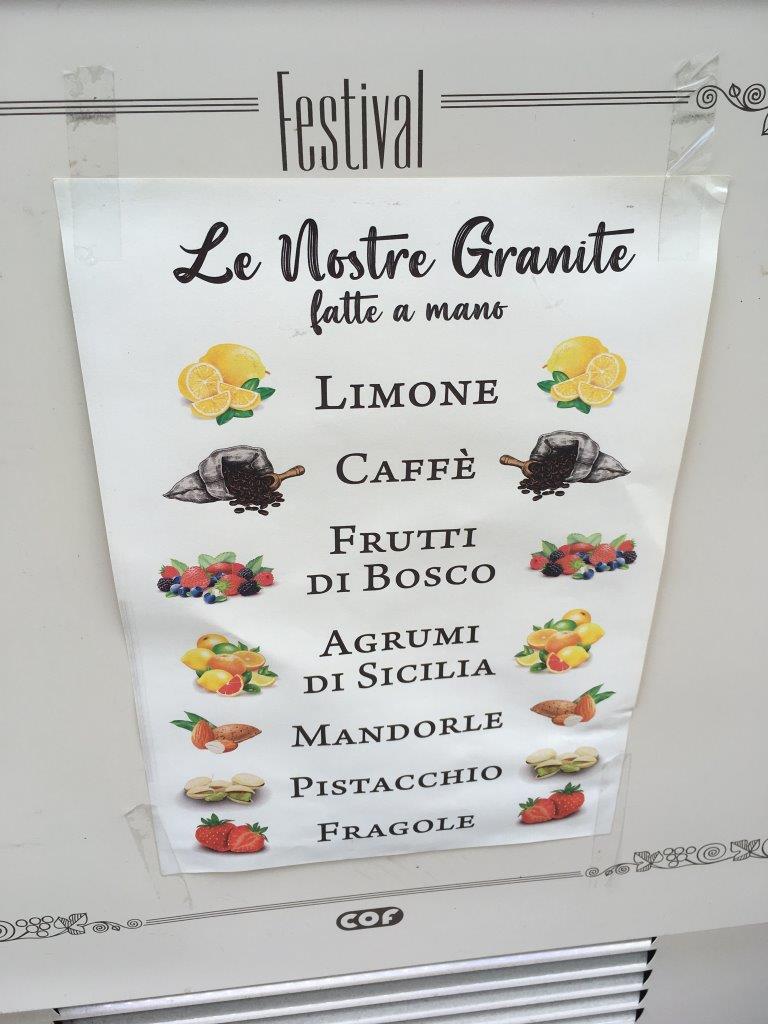 Festival
Le Nostre Granite
fatte a mano
LIMONE
CAFFÈ
FRUTTI
DI BOSCO
AGRUMI
DI SICILIA
MANDORLE
PISTACCHIO
FRAGOLE
COF